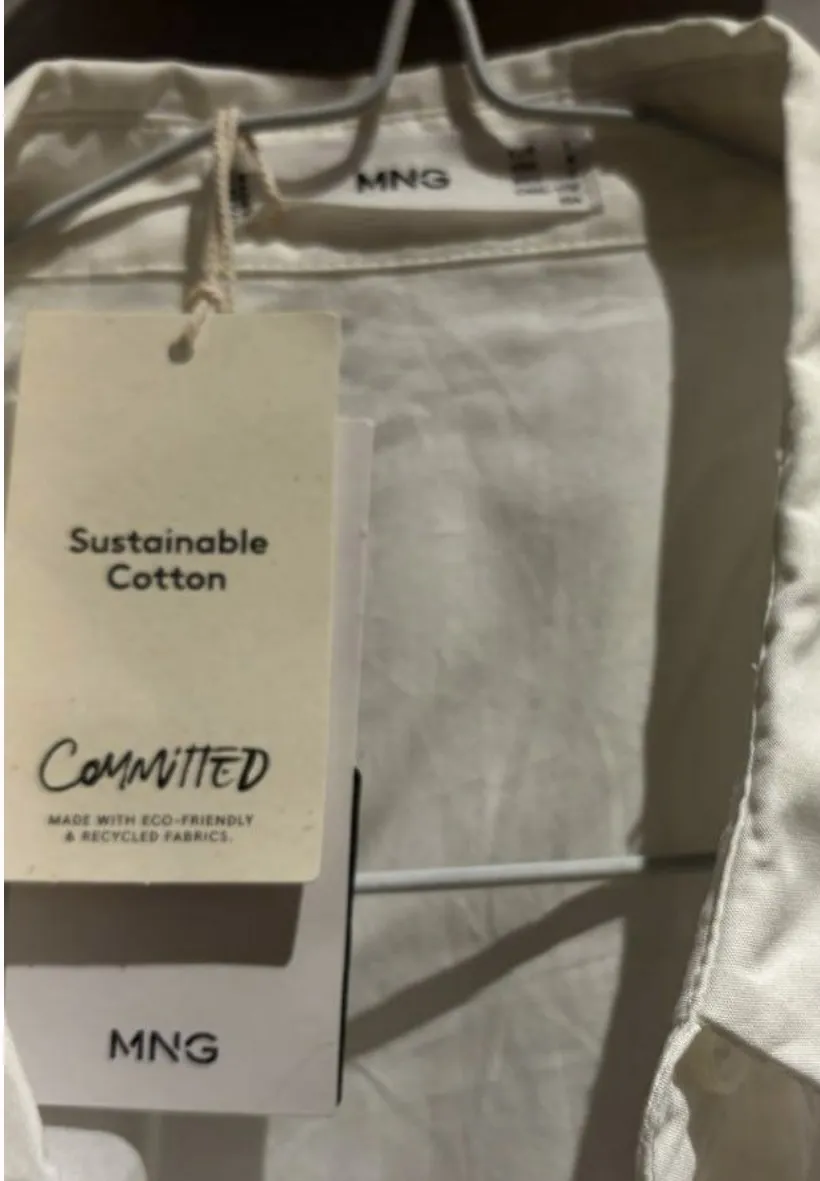 MNG
Sustainable
Cotton
COMMITTED
MADE WITH ECO-FRIENDLY
& RECYCLED FABRICS.
MNG